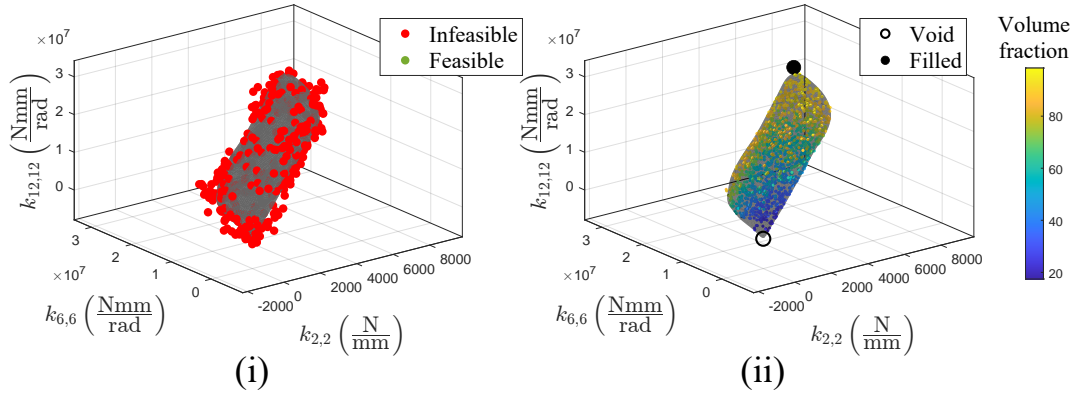 ×10⁷
k₁₂,₁₂ (Nmm/rad)
3
2
1
0
3
2
1
0
×10⁷
k₆,₆ (Nmm/rad)
-2000
0
2000
4000
6000
8000
k₂,₂ (N/mm)
Infeasible
Feasible
(i)
×10⁷
k₁₂,₁₂ (Nmm/rad)
3
2
1
0
3
2
1
0
×10⁷
k₆,₆ (Nmm/rad)
-2000
0
2000
4000
6000
8000
k₂,₂ (N/mm)
Void
Filled
(ii)
Volume
fraction
80
60
40
20